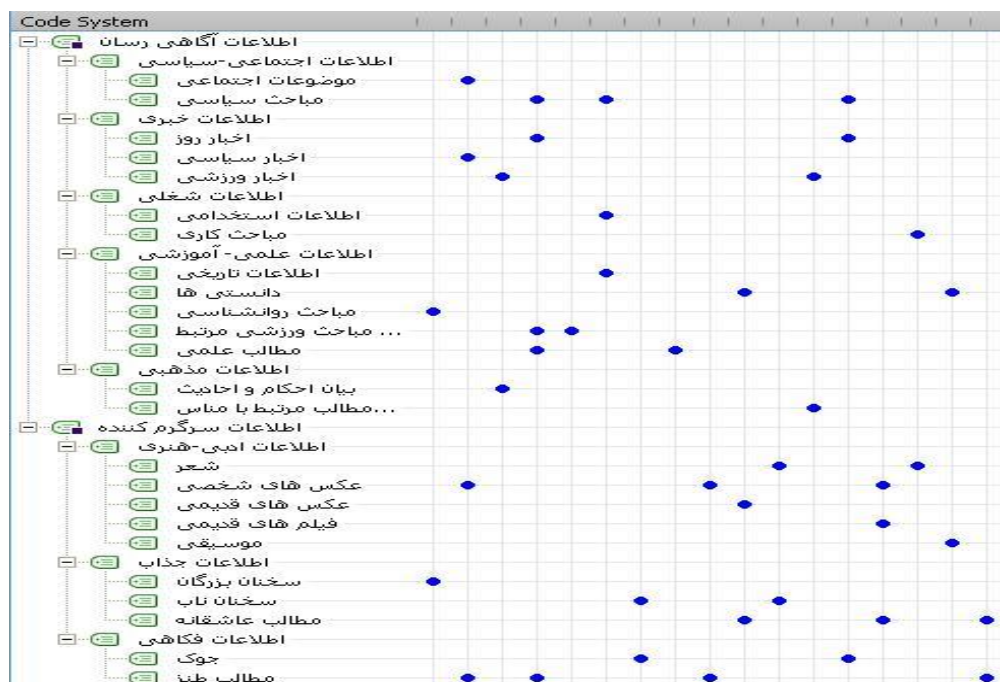 Code System
اطلاعات آگاهی رسان
اطلاعات اجتماعی-سیاسی
موضوعات اجتماعی
مباحث سیاسی
اطلاعات خبری
اخبار روز
اخبار سیاسی
اخبار ورزشی
اطلاعات شغلی
اطلاعات استخدامی
مباحث کاری
اطلاعات علمی- آموزشی
اطلاعات تاریخی
دانستی ها
مباحث روانشناسی
مباحث ورزشی مرتبط ...
مطالب علمی
اطلاعات مذهبی
بیان احکام و احادیث
مطالب مرتبط با مناس...
اطلاعات سرگرم کننده
اطلاعات ادبی-هنری
شعر
عکس های شخصی
عکس های قدیمی
فیلم های قدیمی
موسیقی
اطلاعات جذاب
سخنان بزرگان
سخنان ناب
مطالب عاشقانه
اطلاعات فکاهی
جوک
مطالب طنز